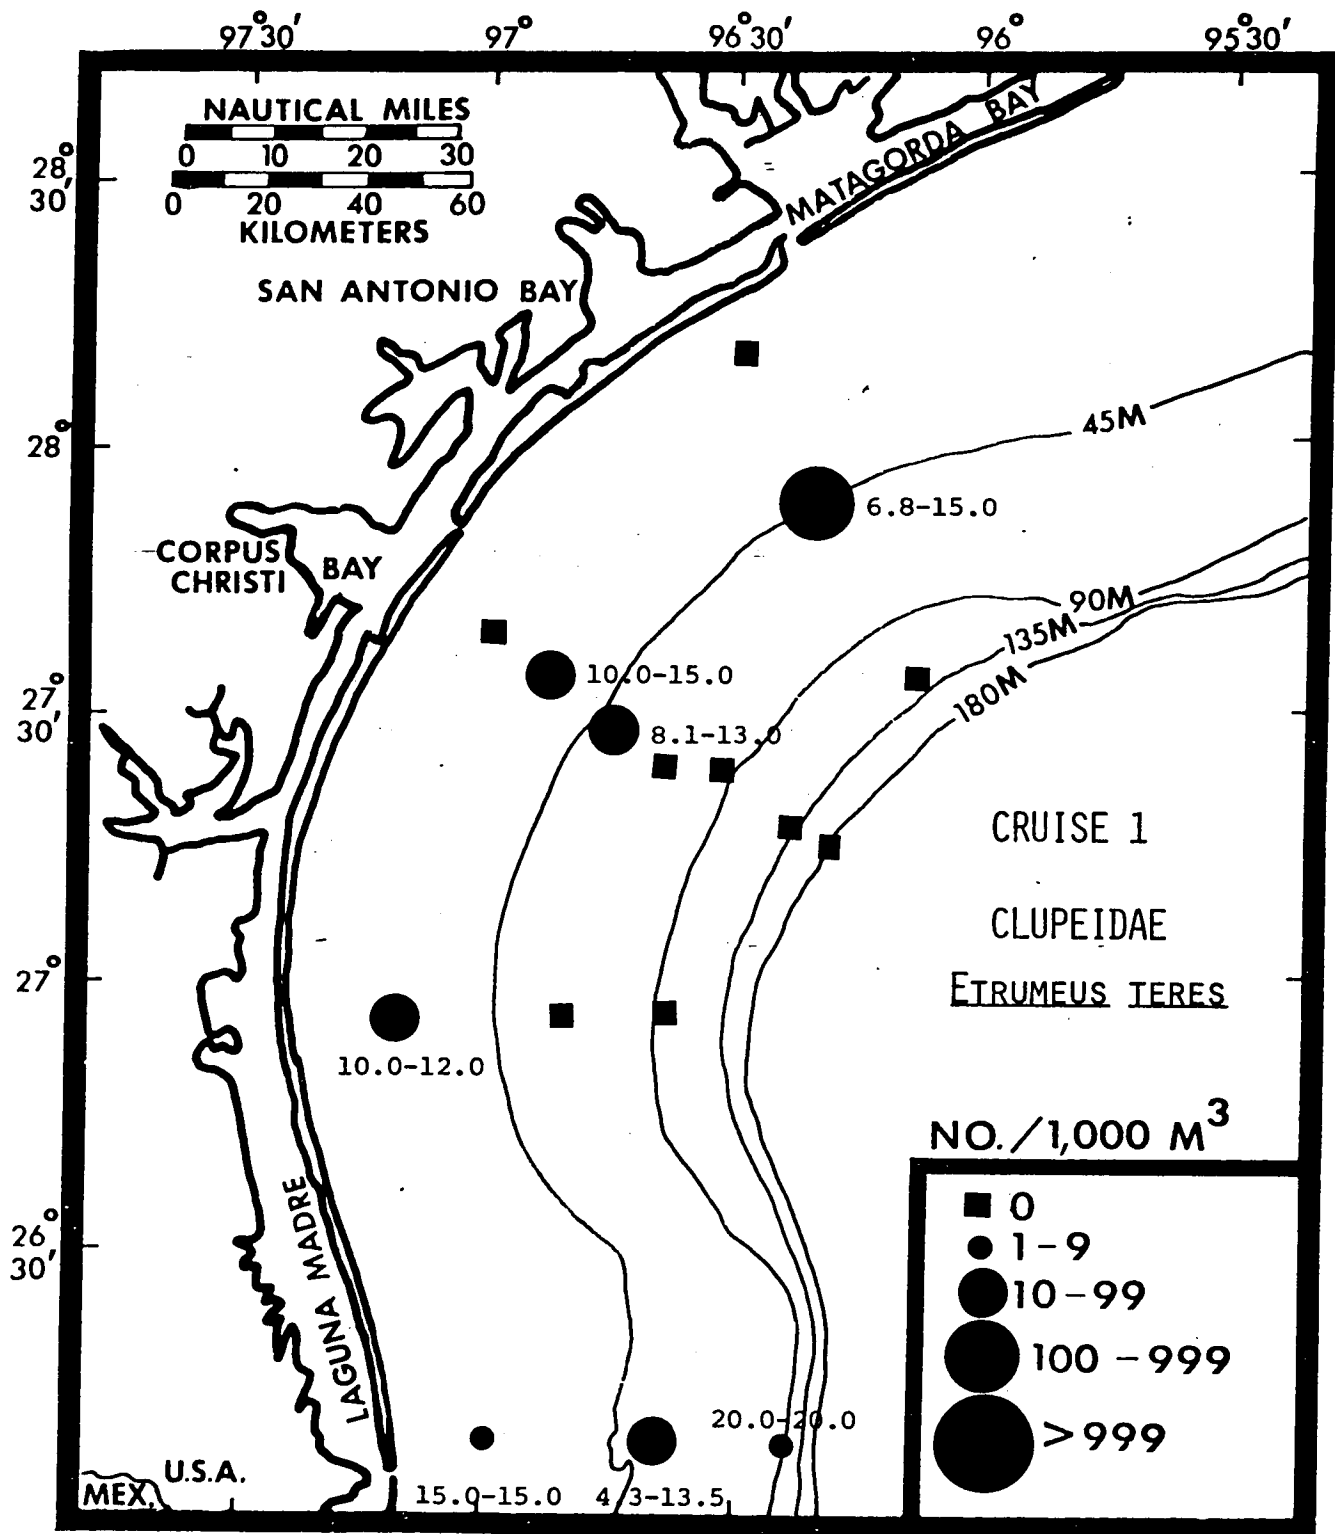 97°30′ 97° 96°30′ 96° 95°30′
NAUTICAL MILES
0 10 20 30
0 20 40 60
KILOMETERS
28°
30′
MATAGORDA BAY
SAN ANTONIO BAY
45M
28°
6.8-15.0
CORPUS
CHRISTI BAY
90M
135M
180M
10.0-15.0
27°
30′
8.1-13.0
CRUISE 1
CLUPEIDAE
27°
ETRUMEUS TERES
10.0-12.0
NO./1,000 M³
LAGUNA MADRE
0
26°
30′
1-9
10-99
100-999
20.0-20.0
>999
U.S.A.
MEX.
15.0-15.0 4.3-13.5